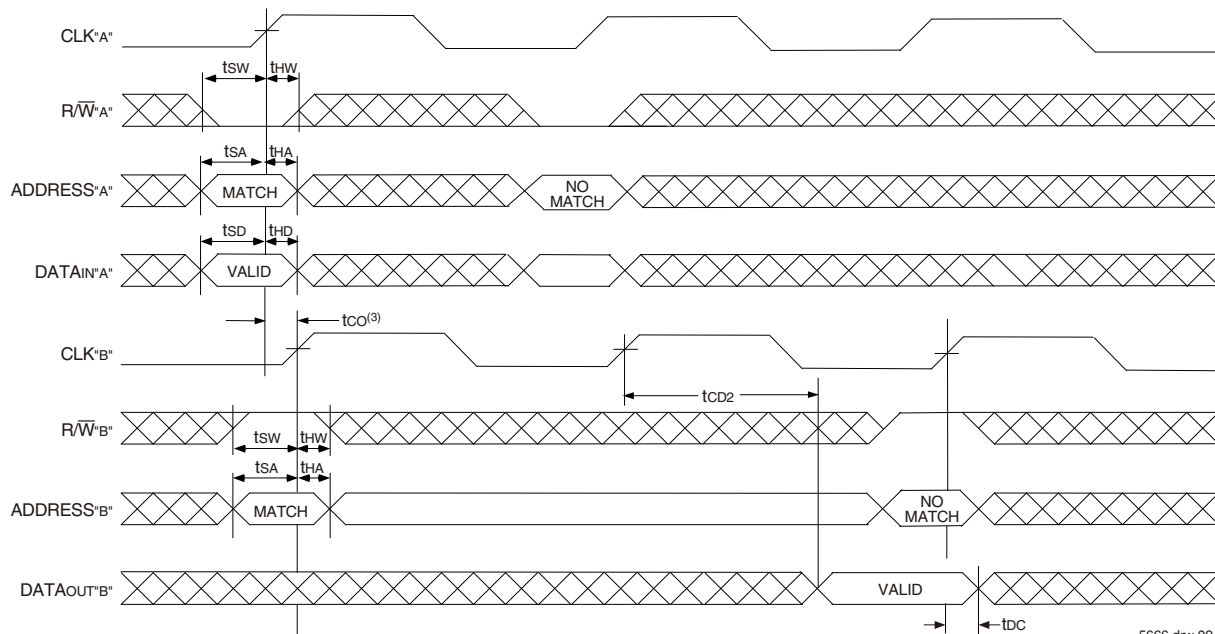 CLK"A"
tSW tHW
R/W̅"A"
tSA tHA
ADDRESS"A" MATCH NO MATCH
tSD tHD
DATAIN"A" VALID
tCO(3)
CLK"B"
tCD2
R/W̅"B"
tSW tHW
tSA tHA
ADDRESS"B" MATCH NO MATCH
DATAOUT"B" VALID
tDC